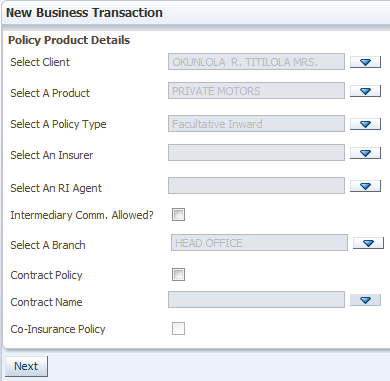 New Business Transaction
Policy Product Details
Select Client OKUNLOLA R. TITILOLA MRS.
Select A Product PRIVATE MOTORS
Select A Policy Type Facultative Inward
Select An Insurer
Select An RI Agent
Intermediary Comm. Allowed?
Select A Branch HEAD OFFICE
Contract Policy
Contract Name
Co-Insurance Policy
Next